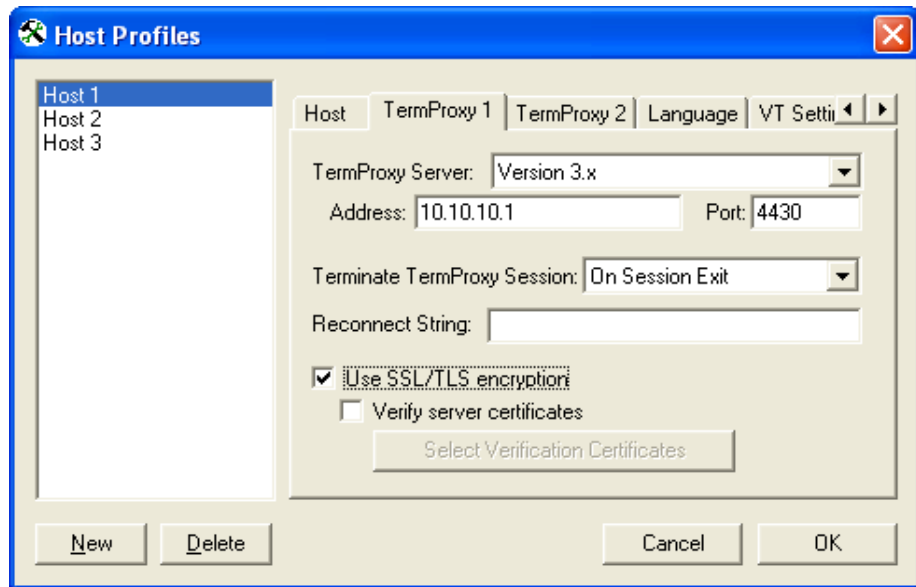 Host Profiles
Host 1
Host 2
Host 3
Host TermProxy 1 TermProxy 2 Language VT Settin
TermProxy Server: Version 3.x
Address: 10.10.10.1 Port: 4430
Terminate TermProxy Session: On Session Exit
Reconnect String:
Use SSL/TLS encryption
Verify server certificates
Select Verification Certificates
New Delete Cancel OK